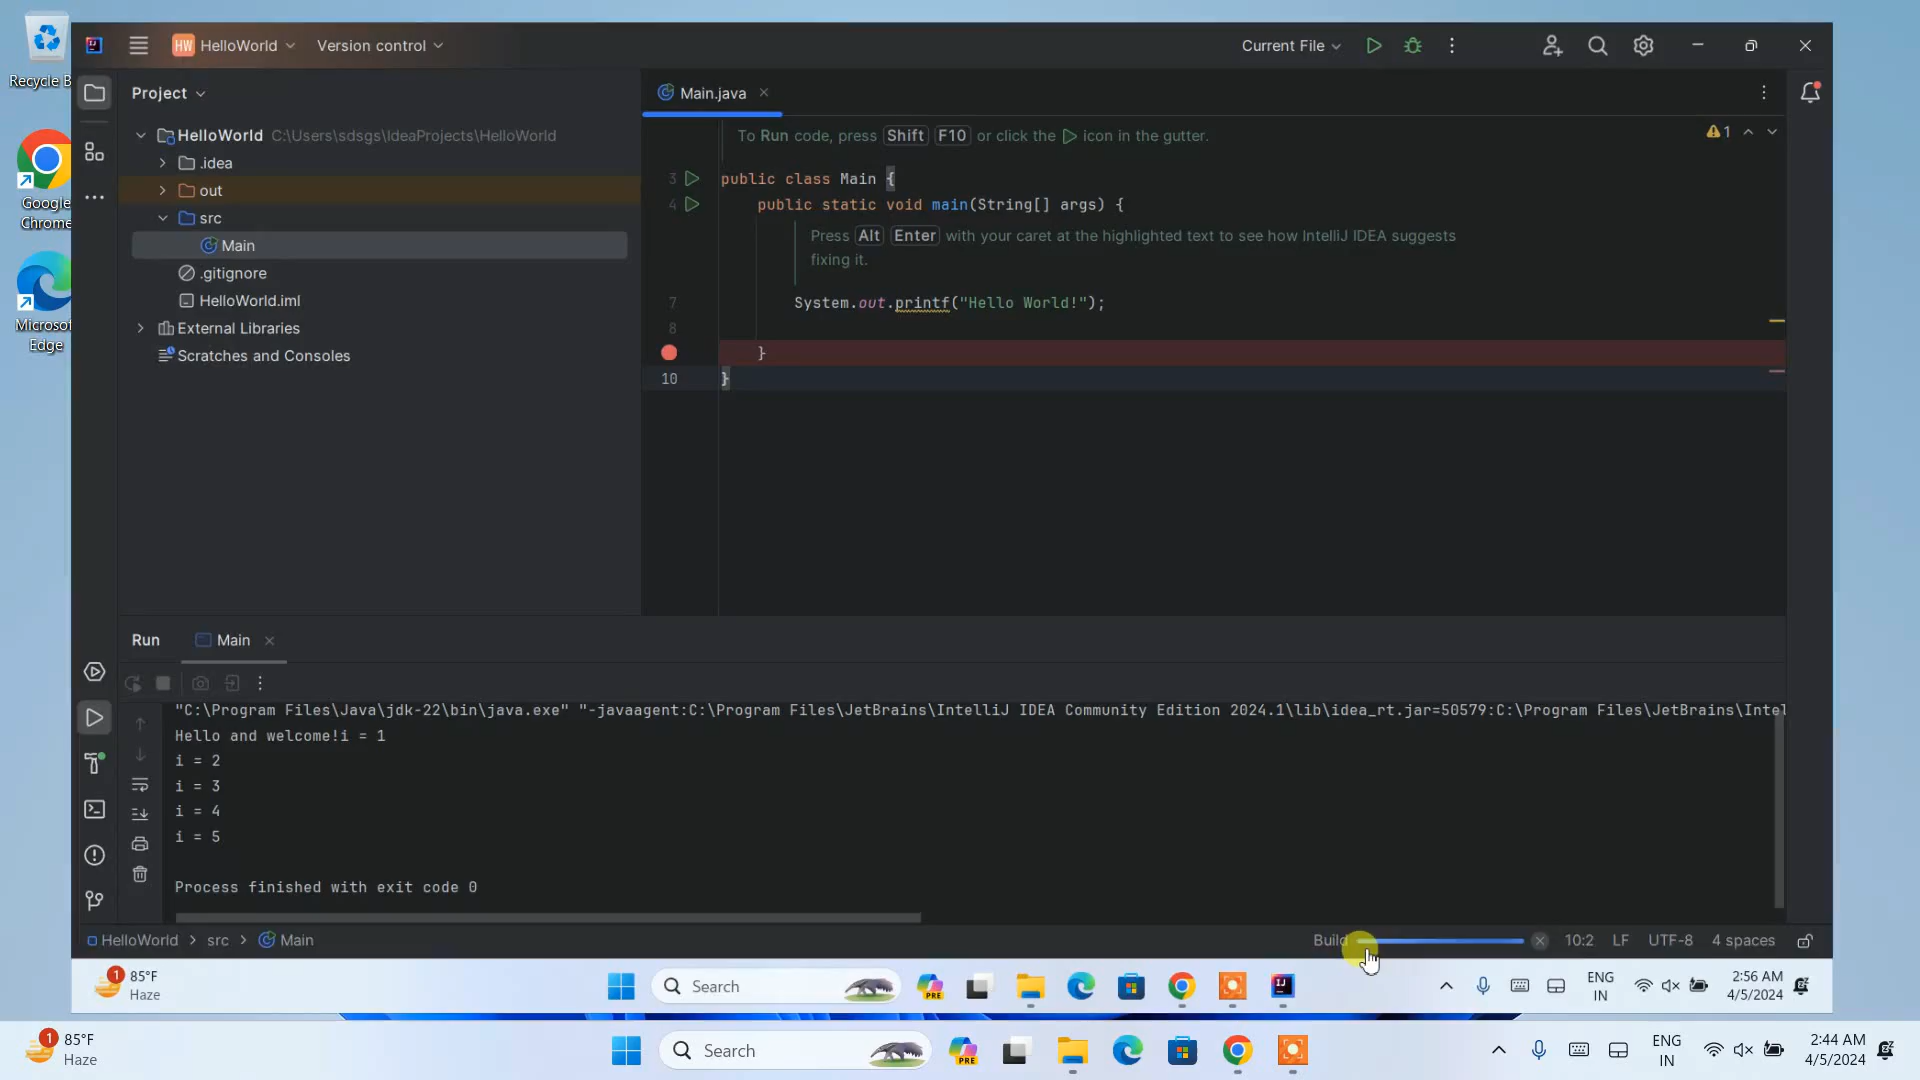 Recycle B
Google
Chrome
Microsof
Edge
HW HelloWorld
Version control
Current File
Project
Main.java
HelloWorld C:\Users\sdsgs\IdeaProjects\HelloWorld
.idea
out
src
Main
.gitignore
HelloWorld.iml
External Libraries
Scratches and Consoles
To Run code, press Shift F10 or click the icon in the gutter.
1
3 public class Main {
4 public static void main(String[] args) {
Press Alt Enter with your caret at the highlighted text to see how IntelliJ IDEA suggests
fixing it.
7 System.out.printf("Hello World!");
8
}
10 }
Run Main
"C:\Program Files\Java\jdk-22\bin\java.exe" "-javaagent:C:\Program Files\JetBrains\IntelliJ IDEA Community Edition 2024.1\lib\idea_rt.jar=50579:C:\Program Files\JetBrains\Intel
Hello and welcome!i = 1
i = 2
i = 3
i = 4
i = 5
Process finished with exit code 0
HelloWorld > src > Main
Build
10:2 LF UTF-8 4 spaces
1
85°F
Haze
Search
PRE
IJ
ENG
IN
2:56 AM
4/5/2024
1
85°F
Haze
Search
PRE
ENG
IN
2:44 AM
4/5/2024